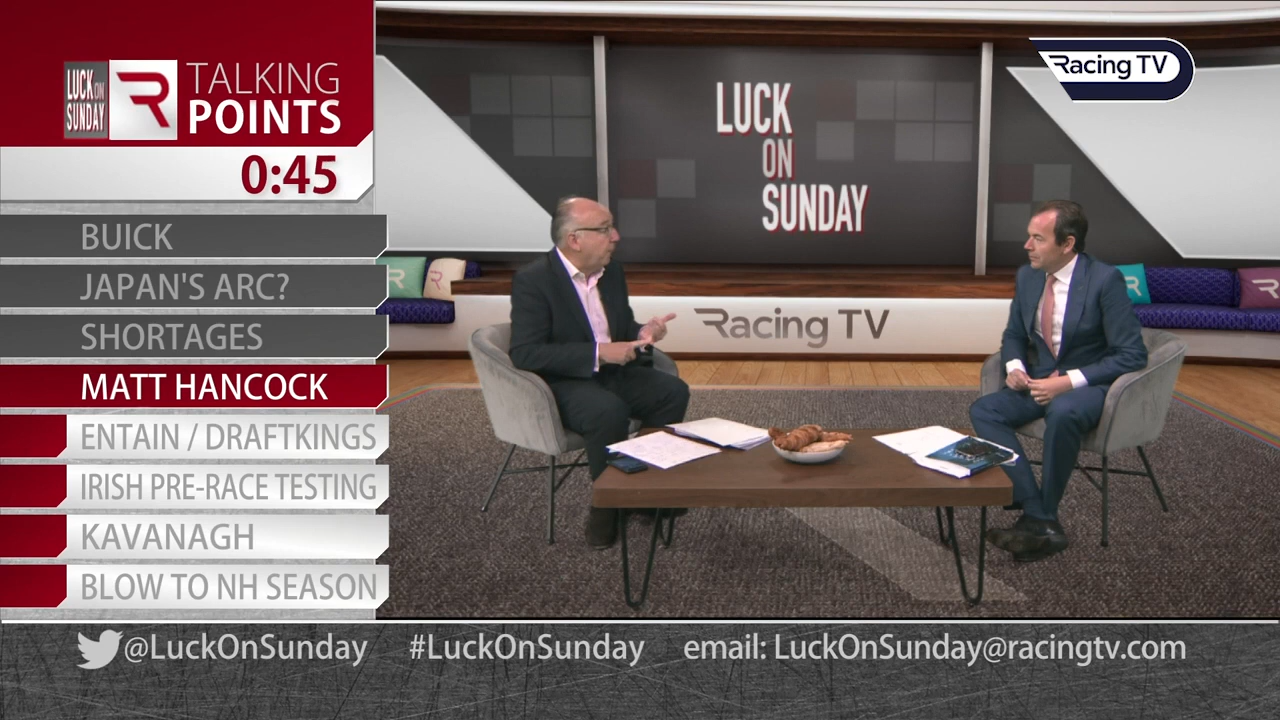 LUCK
ON
SUNDAY
TALKING
POINTS
0:45
BUICK
JAPAN'S ARC?
SHORTAGES
MATT HANCOCK
ENTAIN / DRAFTKINGS
IRISH PRE-RACE TESTING
KAVANAGH
BLOW TO NH SEASON
Racing TV
LUCK
ON
SUNDAY
Racing TV
@LuckOnSunday #LuckOnSunday email: LuckOnSunday@racingtv.com